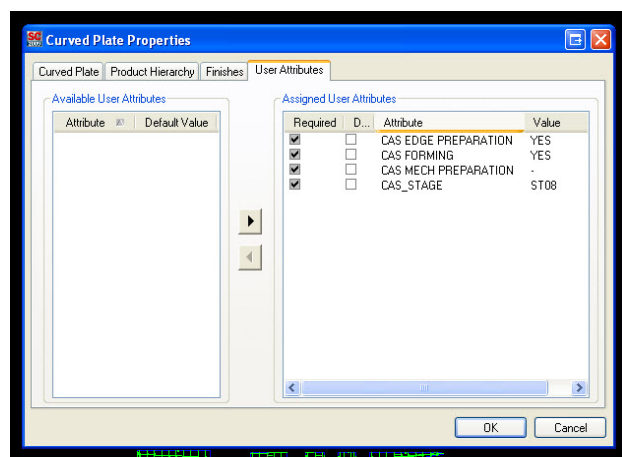 SC
Curved Plate Properties
Curved Plate Product Hierarchy Finishes User Attributes
Available User Attributes
Attribute Default Value
Assigned User Attributes
Required D... Attribute Value
CAS EDGE PREPARATION YES
CAS FORMING YES
CAS MECH PREPARATION -
CAS_STAGE ST08
OK Cancel